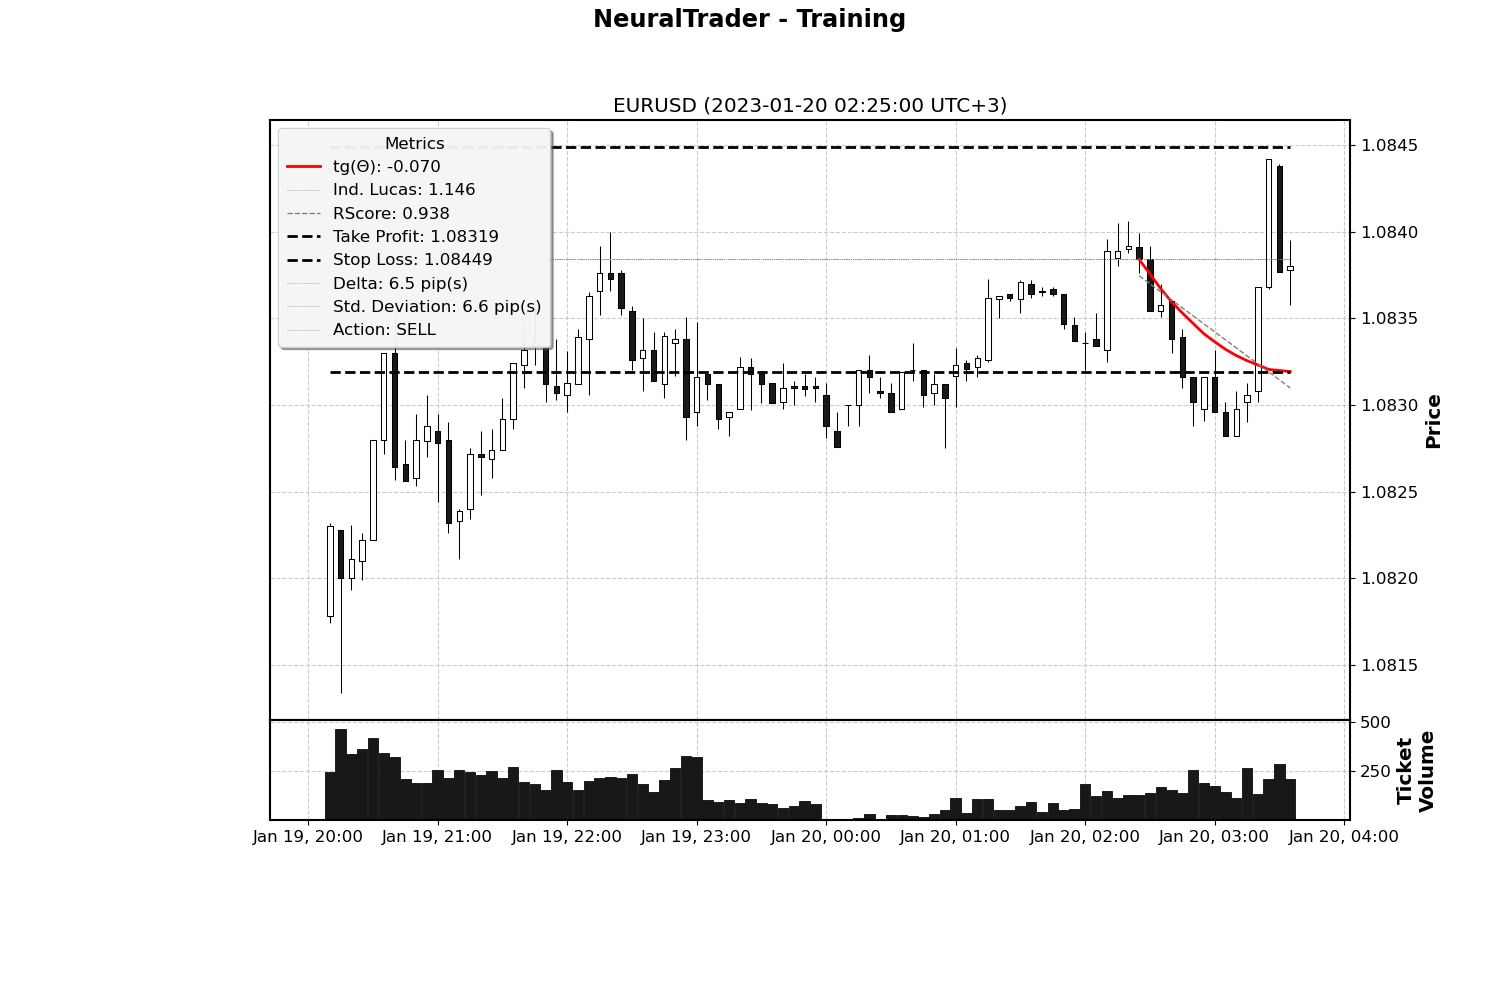 NeuralTrader - Training
EURUSD (2023-01-20 02:25:00 UTC+3)
Metrics
tg(Θ): -0.070
Ind. Lucas: 1.146
RScore: 0.938
Take Profit: 1.08319
Stop Loss: 1.08449
Delta: 6.5 pip(s)
Std. Deviation: 6.6 pip(s)
Action: SELL
1.0845
1.0840
1.0835
1.0830
1.0825
1.0820
1.0815
Price
500
250
Ticket
Volume
Jan 19, 20:00
Jan 19, 21:00
Jan 19, 22:00
Jan 19, 23:00
Jan 20, 00:00
Jan 20, 01:00
Jan 20, 02:00
Jan 20, 03:00
Jan 20, 04:00